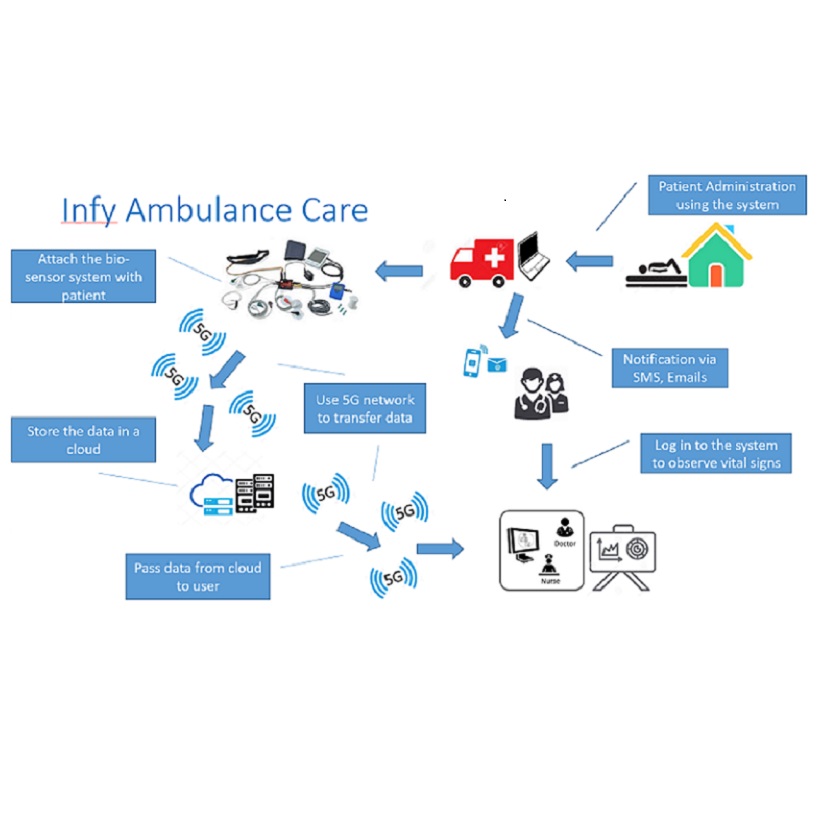 Infy Ambulance Care
Patient Administration
using the system
Attach the bio-
sensor system with
patient
5G
5G
5G
Notification via
SMS, Emails
Use 5G network
to transfer data
Store the data in a
cloud
Log in to the system
to observe vital signs
5G
5G
5G
Pass data from cloud
to user
Doctor
Nurse